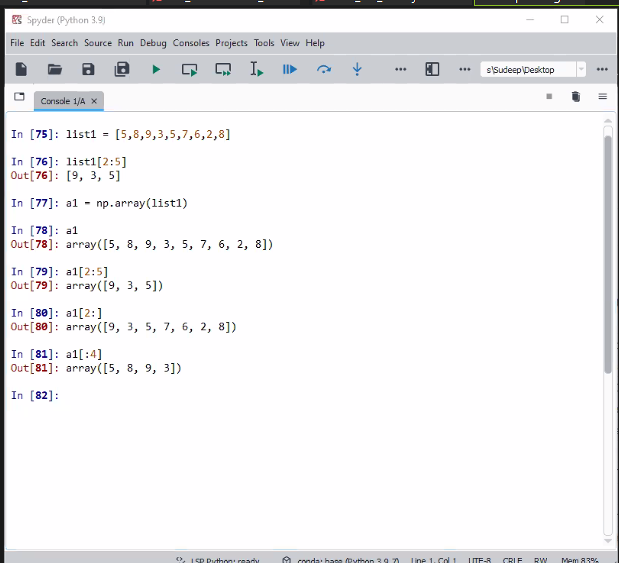 Spyder (Python 3.9)
File Edit Search Source Run Debug Consoles Projects Tools View Help
s\Sudeep\Desktop
Console 1/A
In [75]: list1 = [5,8,9,3,5,7,6,2,8]
In [76]: list1[2:5]
Out[76]: [9, 3, 5]
In [77]: a1 = np.array(list1)
In [78]: a1
Out[78]: array([5, 8, 9, 3, 5, 7, 6, 2, 8])
In [79]: a1[2:5]
Out[79]: array([9, 3, 5])
In [80]: a1[2:]
Out[80]: array([9, 3, 5, 7, 6, 2, 8])
In [81]: a1[:4]
Out[81]: array([5, 8, 9, 3])
In [82]:
LSP Python: ready conda: base (Python 3.9.7) Line 1, Col 1 UTF-8 CRLF RW Mem 83%